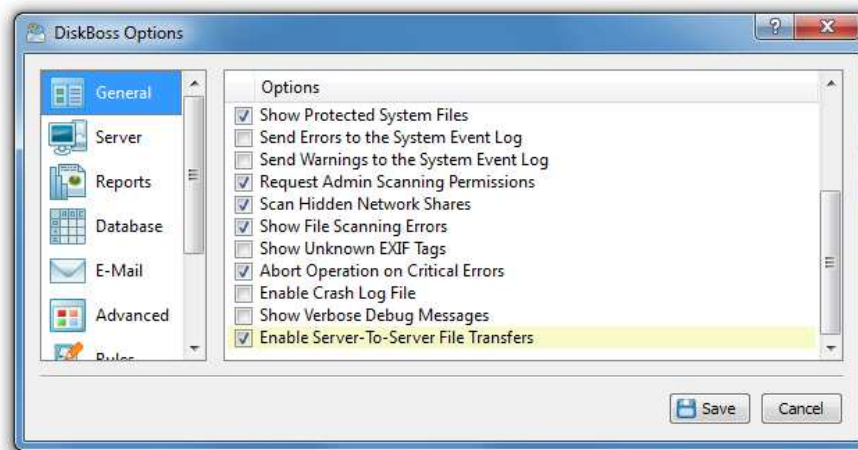 DiskBoss Options
General
Server
Reports
Database
E-Mail
Advanced
Rules
Options
Show Protected System Files
Send Errors to the System Event Log
Send Warnings to the System Event Log
Request Admin Scanning Permissions
Scan Hidden Network Shares
Show File Scanning Errors
Show Unknown EXIF Tags
Abort Operation on Critical Errors
Enable Crash Log File
Show Verbose Debug Messages
Enable Server-To-Server File Transfers
Save
Cancel